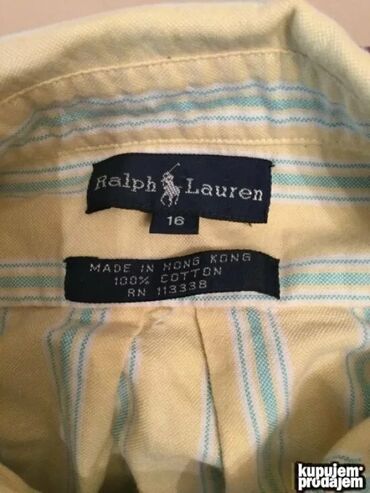 Ralph Lauren
16
MADE IN HONG KONG
100% COTTON
RN 113338
kupujem
prodajem